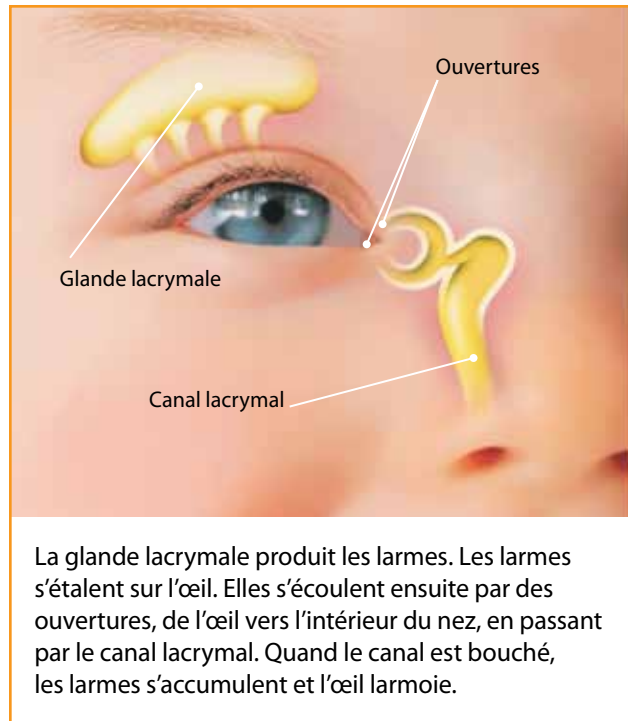 Ouvertures
Glande lacrymale
Canal lacrymal
La glande lacrymale produit les larmes. Les larmes
s’étalent sur l’œil. Elles s’écoulent ensuite par des
ouvertures, de l’œil vers l’intérieur du nez, en passant
par le canal lacrymal. Quand le canal est bouché,
les larmes s’accumulent et l’œil larmoie.